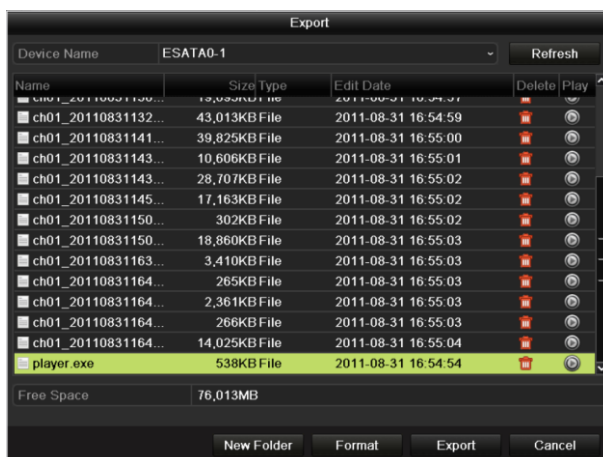 Export
Device Name ESATA0-1 Refresh
Name Size Type Edit Date Delete Play
ch01_20110831132... 43,013KB File 2011-08-31 16:54:59
ch01_20110831141... 39,825KB File 2011-08-31 16:55:00
ch01_20110831143... 10,606KB File 2011-08-31 16:55:01
ch01_20110831143... 28,707KB File 2011-08-31 16:55:02
ch01_20110831145... 17,163KB File 2011-08-31 16:55:02
ch01_20110831150... 302KB File 2011-08-31 16:55:02
ch01_20110831150... 18,860KB File 2011-08-31 16:55:03
ch01_20110831163... 3,410KB File 2011-08-31 16:55:03
ch01_20110831164... 265KB File 2011-08-31 16:55:03
ch01_20110831164... 2,361KB File 2011-08-31 16:55:03
ch01_20110831164... 266KB File 2011-08-31 16:55:03
ch01_20110831164... 14,025KB File 2011-08-31 16:55:04
player.exe 538KB File 2011-08-31 16:54:54
Free Space 76,013MB
New Folder Format Export Cancel